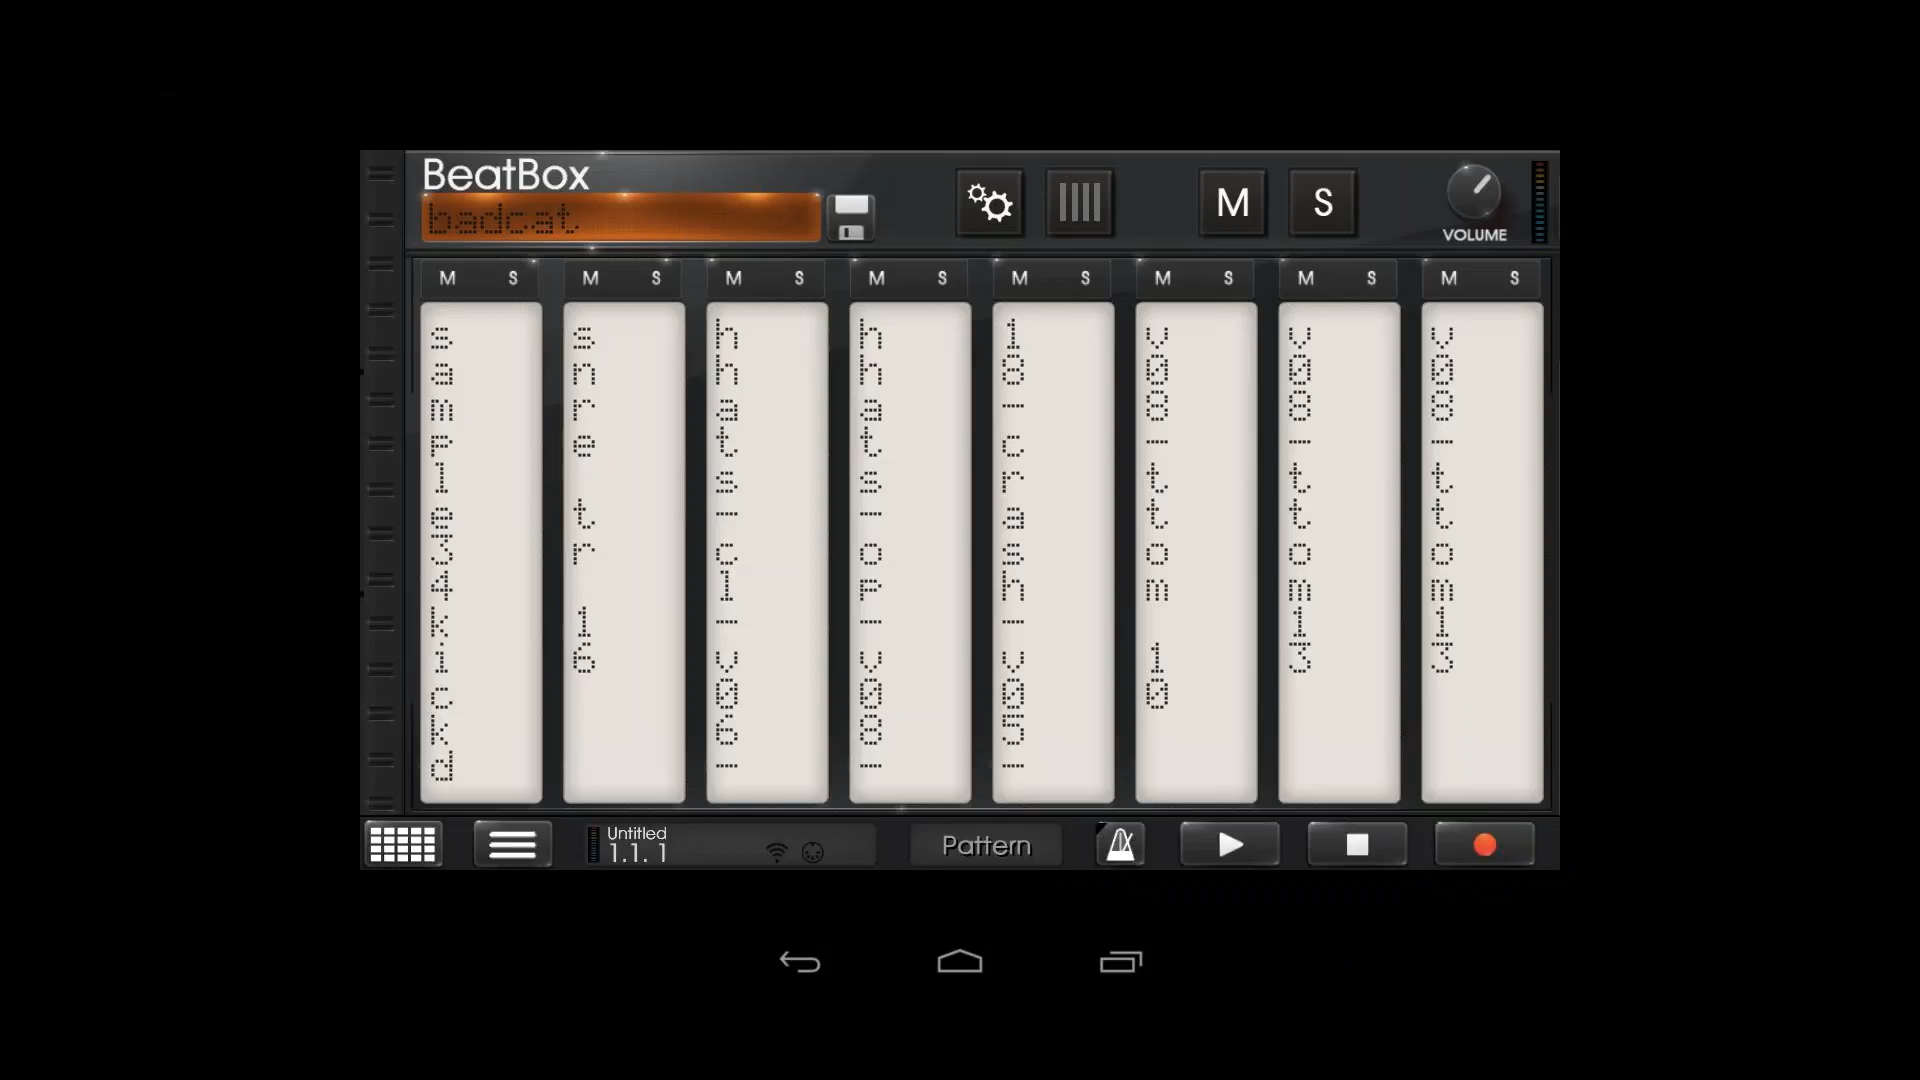 BeatBox
badcat
M S
VOLUME
M S M S M S M S M S M S M S M S
sample34kickd
snre tr 16
hhats-cl-v06-
hhats-op-v08-
18-crash-v05-
v08-ttom 10
v08-ttom13
v08-ttom13
Untitled
1.1. 1
Pattern